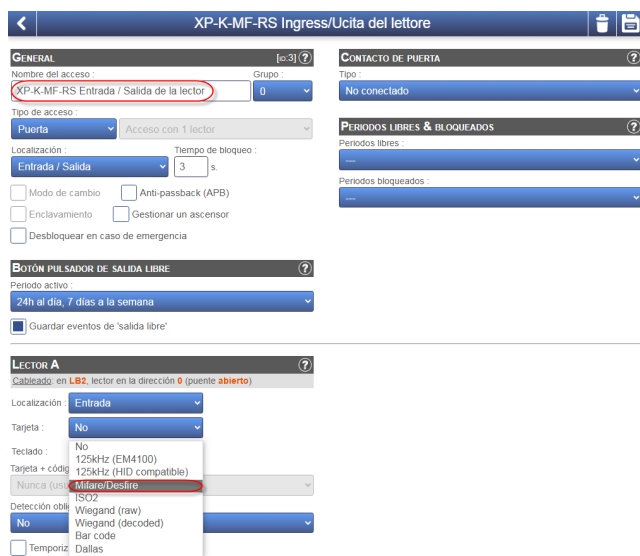 XP-K-MF-RS Ingress/Ucita del lettore
GENERAL [ID:3] ?
Nombre del acceso : Grupo :
XP-K-MF-RS Entrada / Salida de la lector 0
Tipo de acceso :
Puerta Acceso con 1 lector
Localización : Tiempo de bloqueo :
Entrada / Salida 3 s.
Modo de cambio Anti-passback (APB)
Enclavamiento Gestionar un ascensor
Desbloquear en caso de emergencia
BOTÓN PULSADOR DE SALIDA LIBRE ?
Periodo activo :
24h al día, 7 días a la semana
Guardar eventos de 'salida libre'
CONTACTO DE PUERTA ?
Tipo :
No conectado
PERIODOS LIBRES & BLOQUEADOS ?
Periodos libres :
---
Periodos bloqueados :
---
LECTOR A ?
Cableado: en LB2, lector en la dirección 0 (puente abierto)
Localización : Entrada
Tarjeta : No
Teclado :
Tarjeta + códig
Nunca (usu
Detección obli
No
Temporiz
No
125kHz (EM4100)
125kHz (HID compatible)
Mifare/Desfire
ISO2
Wiegand (raw)
Wiegand (decoded)
Bar code
Dallas